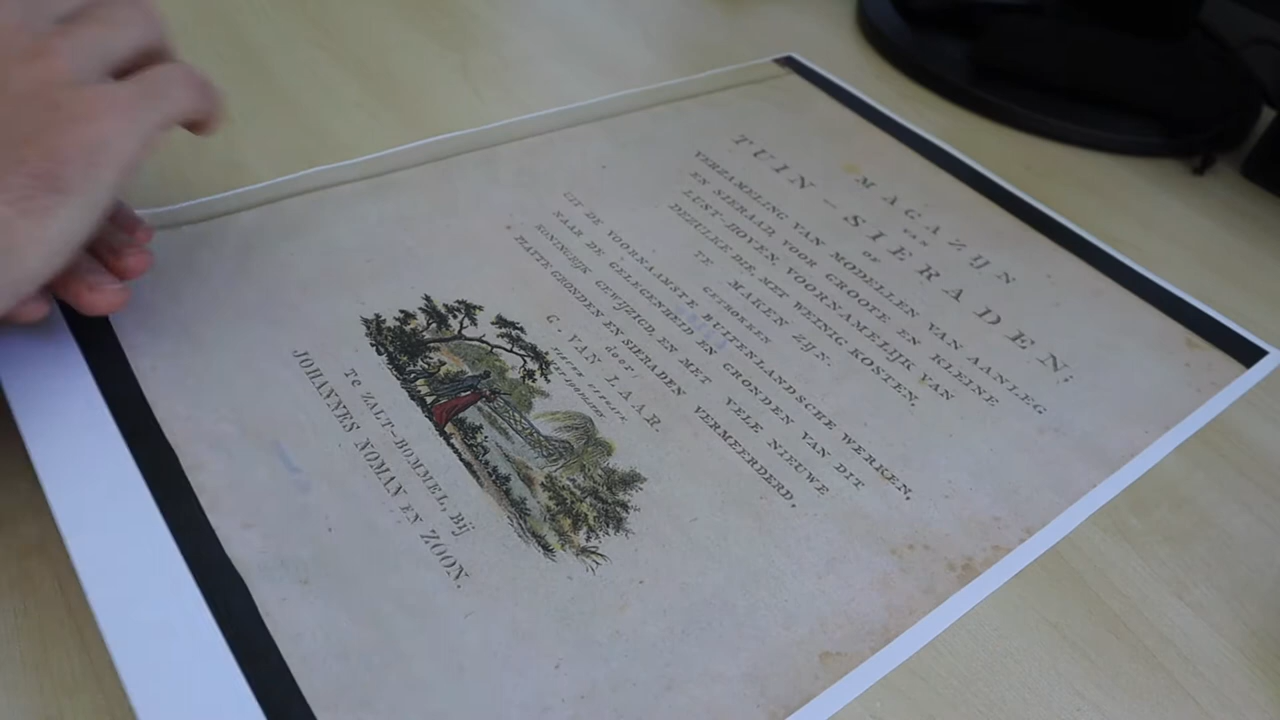 MAGAZIJN
VAN
TUIN-SIERADEN;
OF
VERZAMELING VAN MODELLEN VAN AANLEG
EN SIERAAD, VOOR GROOTE EN KLEINE
LUST-HOVEN, VOORNAMELIJK VAN
DEZULKE DIE, MET WEINIG KOSTEN,
TE MAKEN ZIJN.
GETROKKEN
UIT DE VOORNAAMSTE BUITENLANDSCHE WERKEN,
NAAR DE GELEGENHEID EN GRONDEN VAN DIT
KONINGRIJK GEWIJZIGD, EN MET VELE NIEUWE
PLATTE GRONDEN EN SIERADEN VERMEERDERD.
door
G. VAN LAAR.
Te ZALT-BOMMEL, Bij
JOHANNES NOMAN EN ZOON.